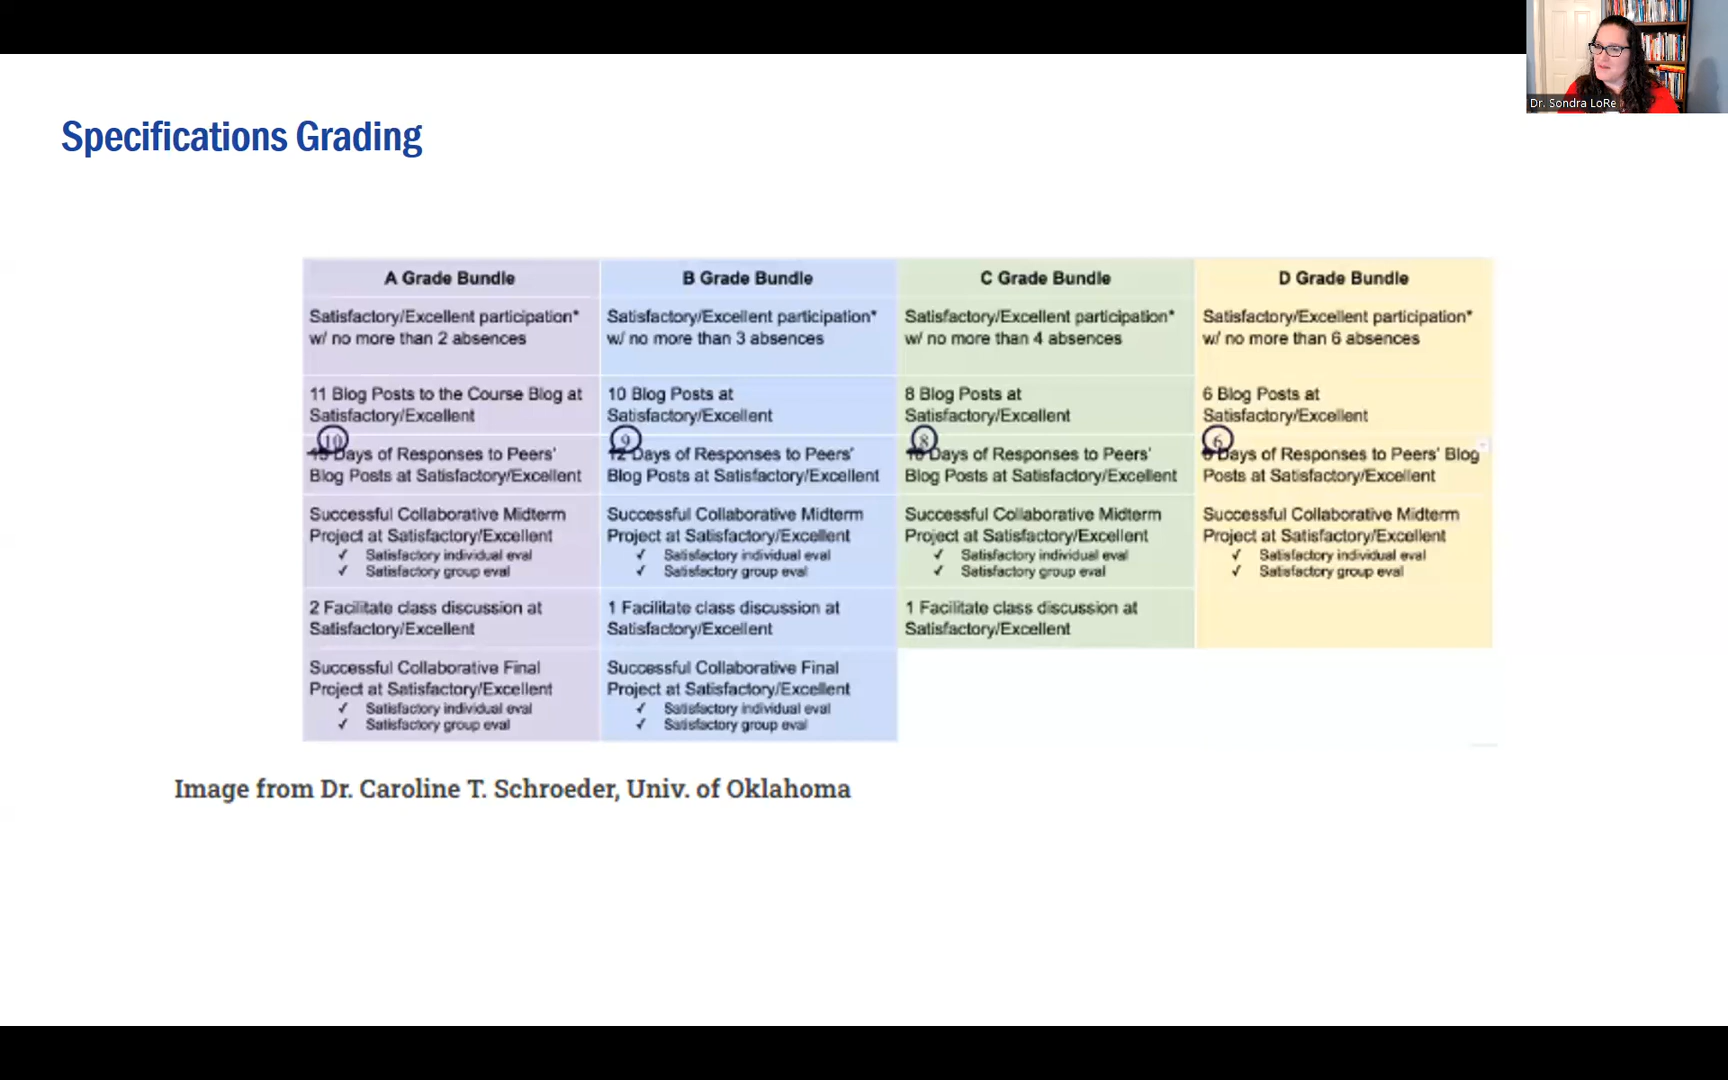 Dr. Sondra LoRe
Specifications Grading
A Grade Bundle
Satisfactory/Excellent participation*
w/ no more than 2 absences
11 Blog Posts to the Course Blog at
Satisfactory/Excellent
10
Days of Responses to Peers'
Blog Posts at Satisfactory/Excellent
Successful Collaborative Midterm
Project at Satisfactory/Excellent
✓ Satisfactory individual eval
✓ Satisfactory group eval
2 Facilitate class discussion at
Satisfactory/Excellent
Successful Collaborative Final
Project at Satisfactory/Excellent
✓ Satisfactory individual eval
✓ Satisfactory group eval
B Grade Bundle
Satisfactory/Excellent participation*
w/ no more than 3 absences
10 Blog Posts at
Satisfactory/Excellent
9
12 Days of Responses to Peers'
Blog Posts at Satisfactory/Excellent
Successful Collaborative Midterm
Project at Satisfactory/Excellent
✓ Satisfactory individual eval
✓ Satisfactory group eval
1 Facilitate class discussion at
Satisfactory/Excellent
Successful Collaborative Final
Project at Satisfactory/Excellent
✓ Satisfactory individual eval
✓ Satisfactory group eval
C Grade Bundle
Satisfactory/Excellent participation*
w/ no more than 4 absences
8 Blog Posts at
Satisfactory/Excellent
8
Days of Responses to Peers'
Blog Posts at Satisfactory/Excellent
Successful Collaborative Midterm
Project at Satisfactory/Excellent
✓ Satisfactory individual eval
✓ Satisfactory group eval
1 Facilitate class discussion at
Satisfactory/Excellent
D Grade Bundle
Satisfactory/Excellent participation*
w/ no more than 6 absences
6 Blog Posts at
Satisfactory/Excellent
6
Days of Responses to Peers' Blog
Posts at Satisfactory/Excellent
Successful Collaborative Midterm
Project at Satisfactory/Excellent
✓ Satisfactory individual eval
✓ Satisfactory group eval
Image from Dr. Caroline T. Schroeder, Univ. of Oklahoma